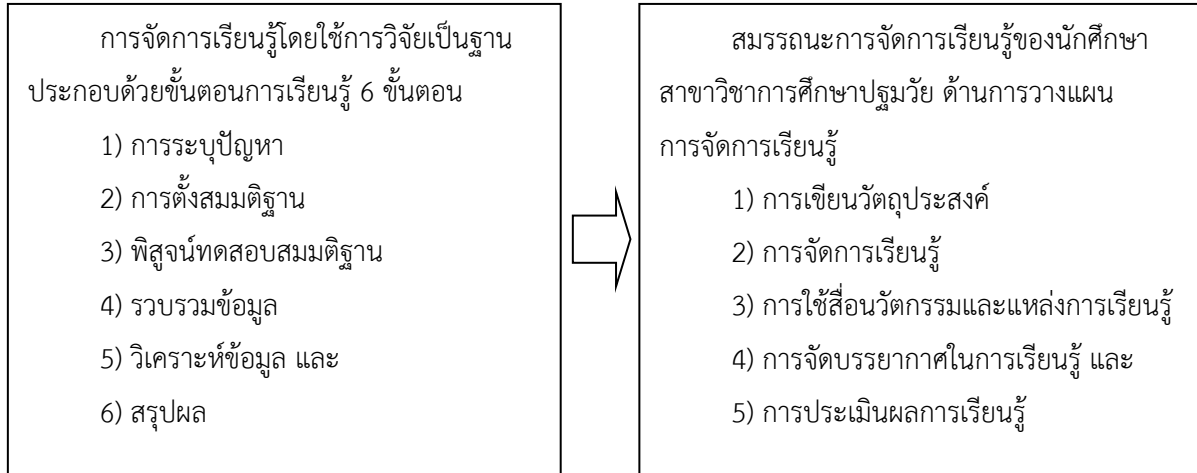 การจัดการเรียนรู้โดยใช้การวิจัยเป็นฐาน
ประกอบด้วยขั้นตอนการเรียนรู้ 6 ขั้นตอน
1) การระบุปัญหา
2) การตั้งสมมติฐาน
3) พิสูจน์ทดสอบสมมติฐาน
4) รวบรวมข้อมูล
5) วิเคราะห์ข้อมูล และ
6) สรุปผล
สมรรถนะการจัดการเรียนรู้ของนักศึกษา
สาขาวิชาการศึกษาปฐมวัย ด้านการวางแผน
การจัดการเรียนรู้
1) การเขียนวัตถุประสงค์
2) การจัดการเรียนรู้
3) การใช้สื่อนวัตกรรมและแหล่งการเรียนรู้
4) การจัดบรรยากาศในการเรียนรู้ และ
5) การประเมินผลการเรียนรู้